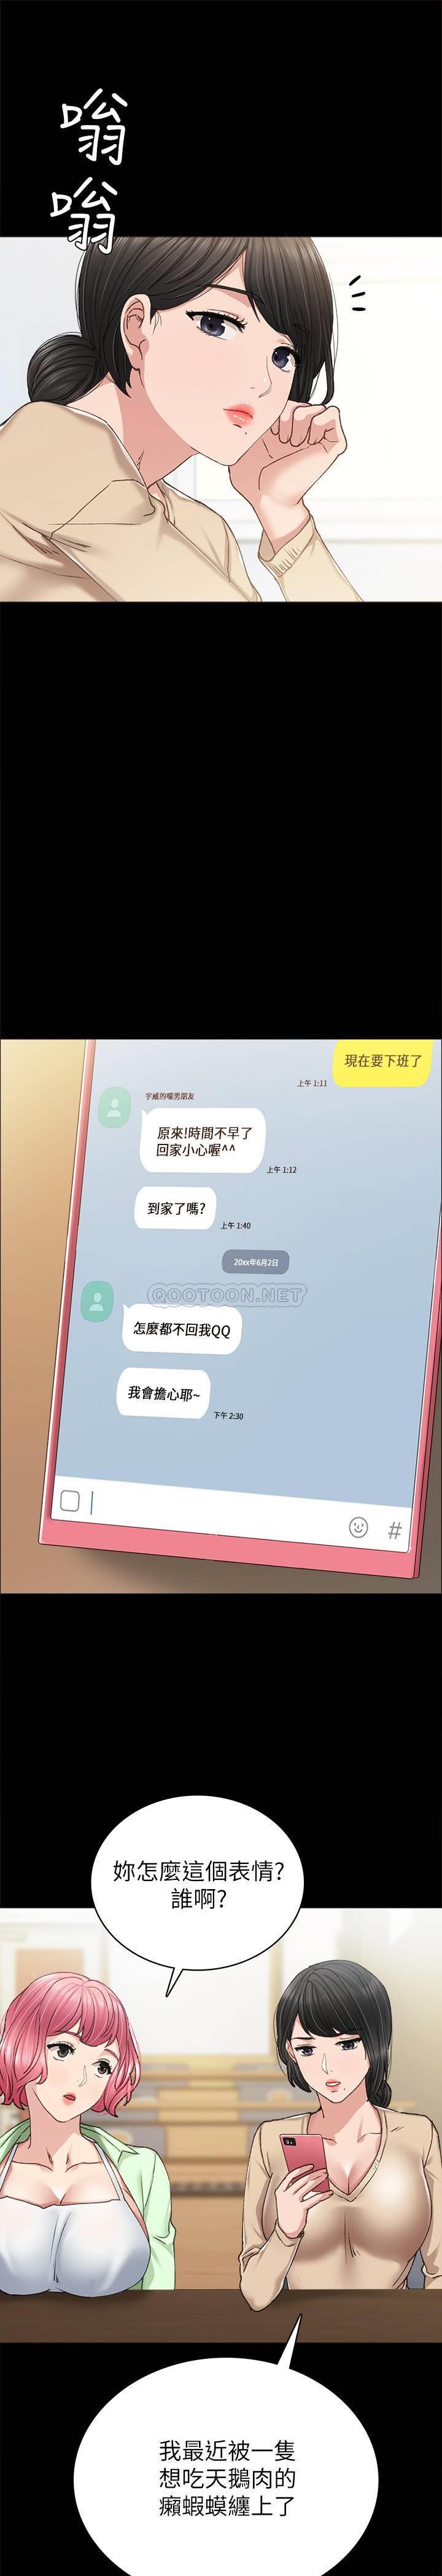 嗡
嗡
現在要下班了
上午 1:11
宇威的曖男朋友
原來!時間不早了
回家小心喔^^
上午 1:12
到家了嗎?
上午 1:40
20xx年6月2日
QOOTOON.NET
怎麼都不回我QQ
我會擔心耶~
下午 2:30
#
妳怎麼這個表情?
誰啊?
我最近被一隻
想吃天鵝肉的
癩蝦蟆纏上了